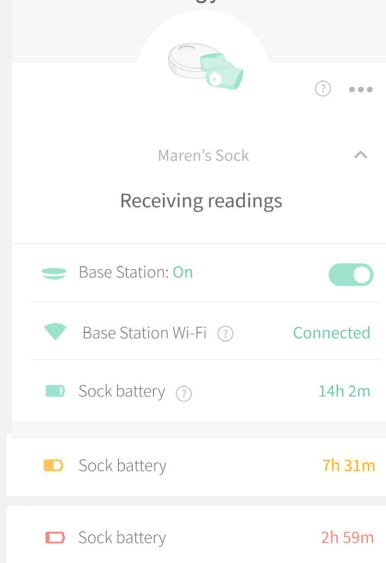 Maren's Sock
Receiving readings
Base Station: On
Base Station Wi-Fi ? Connected
Sock battery ? 14h 2m
Sock battery 7h 31m
Sock battery 2h 59m